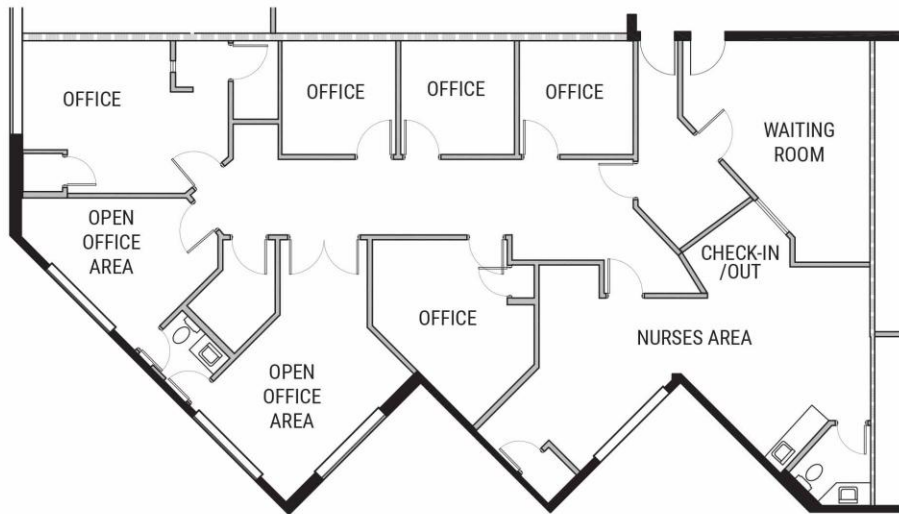 OFFICE
OFFICE
OFFICE
OFFICE
WAITING
ROOM
OPEN
OFFICE
AREA
CHECK-IN
/OUT
OFFICE
NURSES AREA
OPEN
OFFICE
AREA